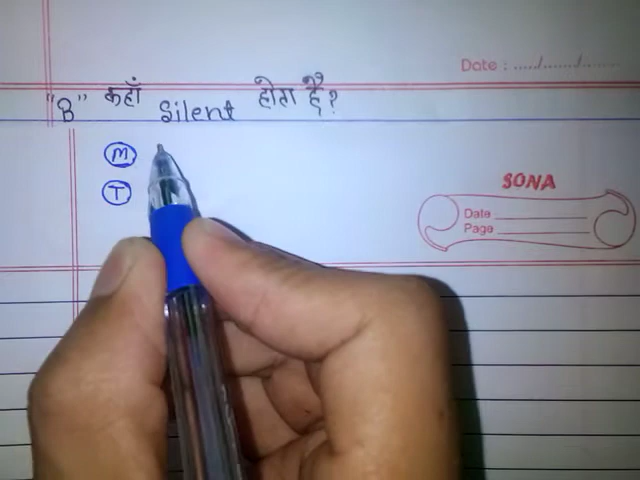 Date : ...../....../......
"B" कहाँ Silent होता है?
M
T
SONA
Date
Page